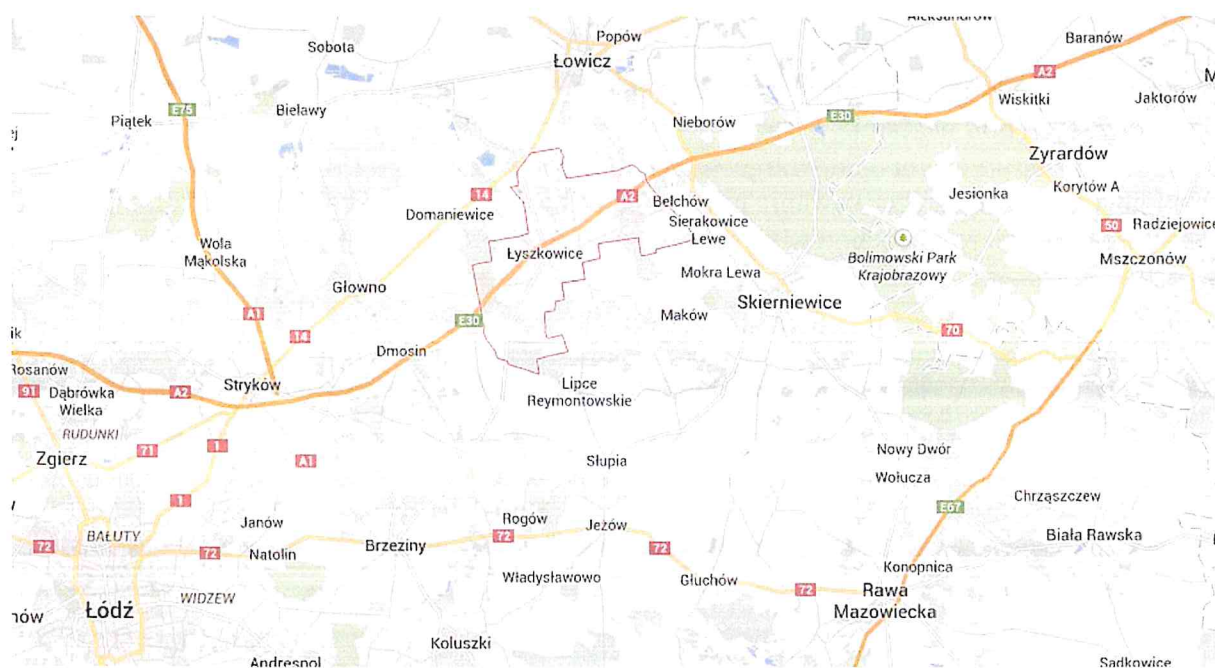 Aleksandrów
Popów
Baranów
Sobota
Łowicz
A2
Wiskitki
Jaktorów
E75
Piątek
Bielawy
E30
Nieborów
Żyrardów
14
A2
Bełchów
Jesionka
Korytów A
Domaniewice
Sierakowice
Lewe
50
Radziejowice
Wola
Mąkolska
Łyszkowice
Bolimowski Park
Krajobrazowy
Mszczonów
Mokra Lewa
Głowno
Skierniewice
A1
E30
Maków
14
70
Dmosin
Rosanów
Stryków
Lipce
Reymontowskie
91
Dąbrówka
Wielka
A2
RUDUNKI
1
71
Zgierz
A1
Słupia
Nowy Dwór
Wołucza
1
E67
Chrząszczew
Janów
Rogów
Jeżów
BAŁUTY
72
72
Natolin
Brzeziny
72
72
Biała Rawska
Konopnica
Władysławowo
Głuchów
72
Rawa
Mazowiecka
WIDZEW
Łódź
Koluszki
Andrespol
Sadkowice